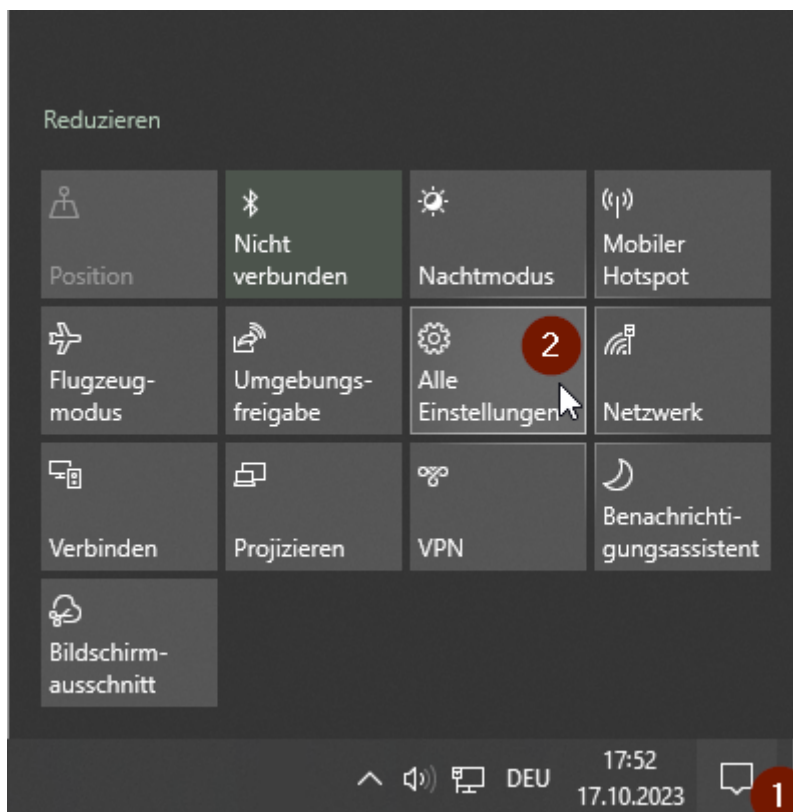 Reduzieren
Position
Nicht
verbunden
Nachtmodus
Mobiler
Hotspot
Flugzeug-
modus
Umgebungs-
freigabe
2
Alle
Einstellungen
Netzwerk
Verbinden
Projizieren
VPN
Benachrichti-
gungsassistent
Bildschirm-
ausschnitt
DEU
17:52
17.10.2023
1